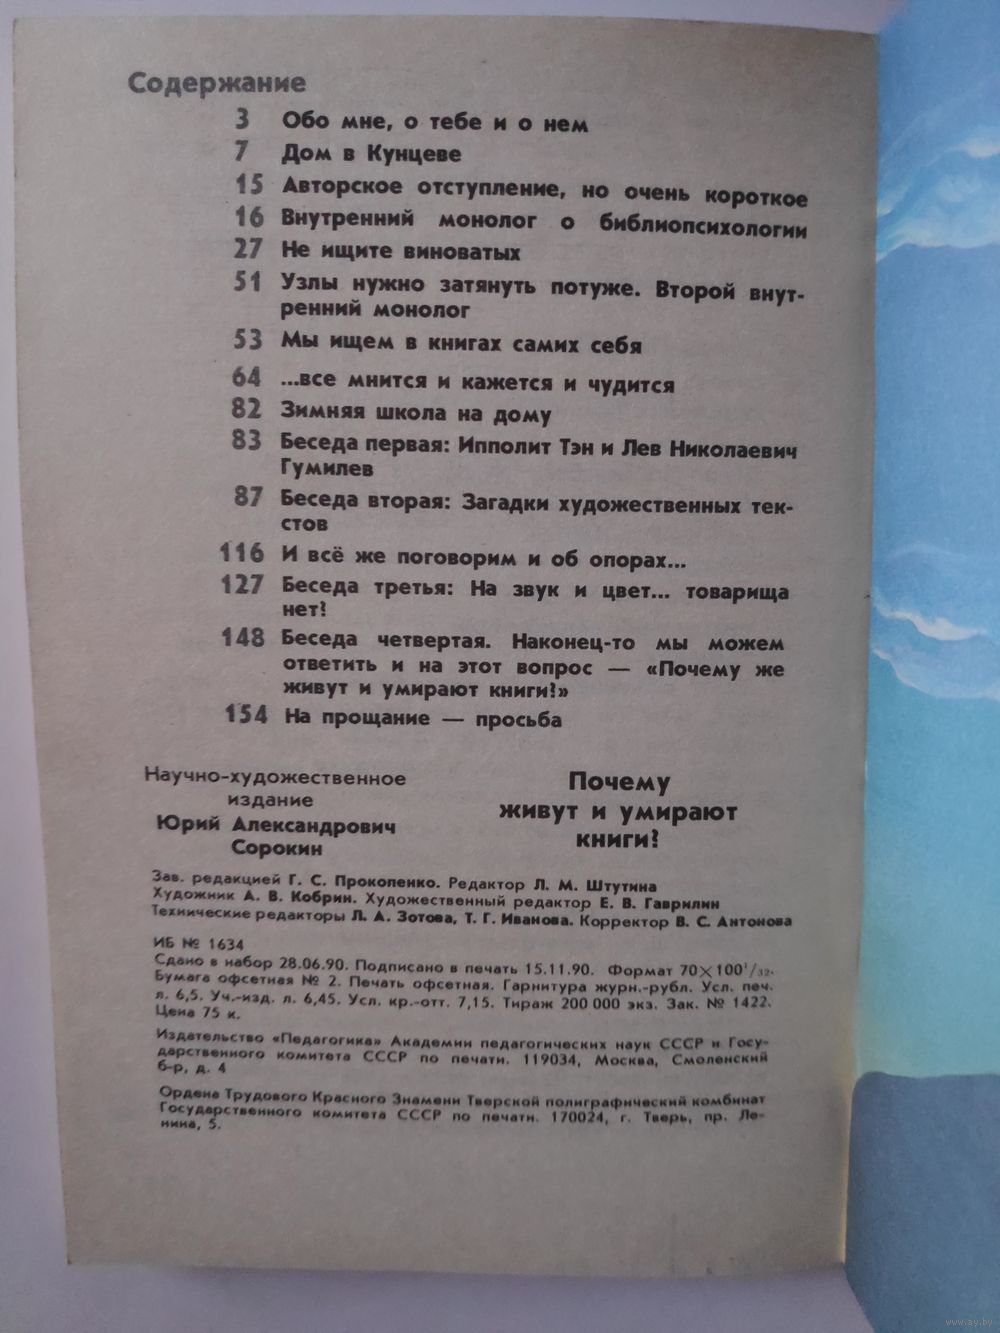 Содержание
3 Обо мне, о тебе и о нем
7 Дом в Кунцеве
15 Авторское отступление, но очень короткое
16 Внутренний монолог о библиопсихологии
27 Не ищите виноватых
51 Узлы нужно затянуть потуже. Второй внут-
ренний монолог
53 Мы ищем в книгах самих себя
64 ...все мнится и кажется и чудится
82 Зимняя школа на дому
83 Беседа первая: Ипполит Тэн и Лев Николаевич
Гумилев
87 Беседа вторая: Загадки художественных тек-
стов
116 И всё же поговорим и об опорах...
127 Беседа третья: На звук и цвет... товарища
нет!
148 Беседа четвертая. Наконец-то мы можем
ответить и на этот вопрос — «Почему же
живут и умирают книги?»
154 На прощание — просьба
Научно-художественное
издание
Юрий Александрович
Сорокин
Почему
живут и умирают
книги?
Зав. редакцией Г. С. Прокопенко. Редактор Л. М. Штутина
Художник А. В. Кобрин. Художественный редактор Е. В. Гаврилин
Технические редакторы Л. А. Зотова, Т. Г. Иванова. Корректор В. С. Антонова
ИБ № 1634
Сдано в набор 28.06.90. Подписано в печать 15.11.90. Формат 70×100¹/₃₂.
Бумага офсетная № 2. Печать офсетная. Гарнитура журн.-рубл. Усл. печ.
л. 6,5. Уч.-изд. л. 6,45. Усл. кр.-отт. 7,15. Тираж 200 000 экз. Зак. № 1422.
Цена 75 к.
Издательство «Педагогика» Академии педагогических наук СССР и Госу-
дарственного комитета СССР по печати. 119034, Москва, Смоленский
б-р, д. 4
Ордена Трудового Красного Знамени Тверской полиграфический комбинат
Государственного комитета СССР по печати. 170024, г. Тверь, пр. Ле-
нина, 5.
www.ay.by